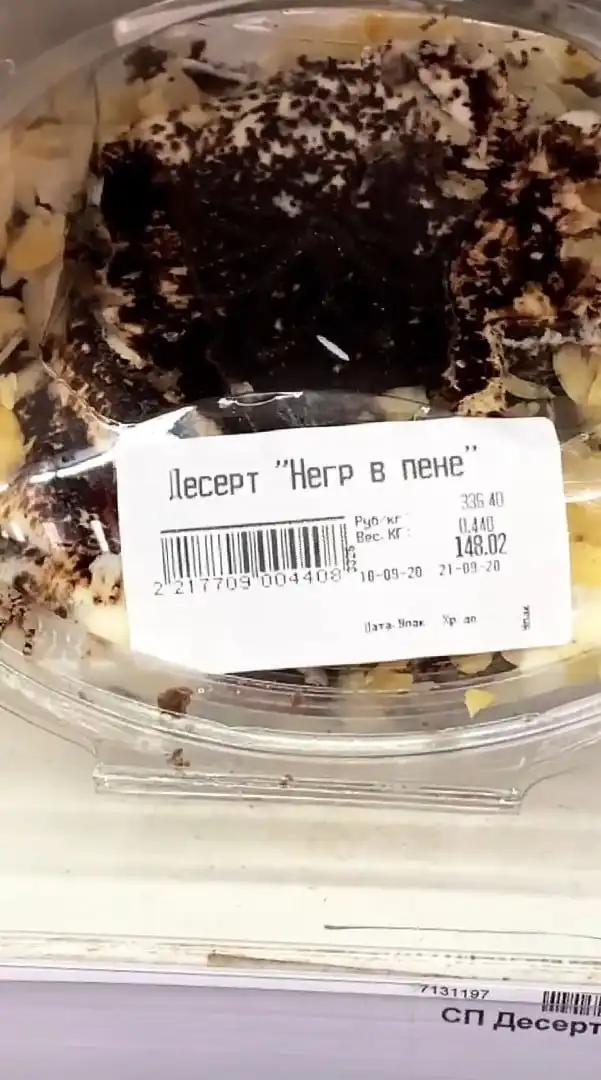 Десерт "Негр в пене"
336.40
Руб/кг
0.440
Вес. КГ:
148.02
2 217709 004408
10-09-20 21-09-20
Дата Упак Хр. до
7131197
СП Десерт